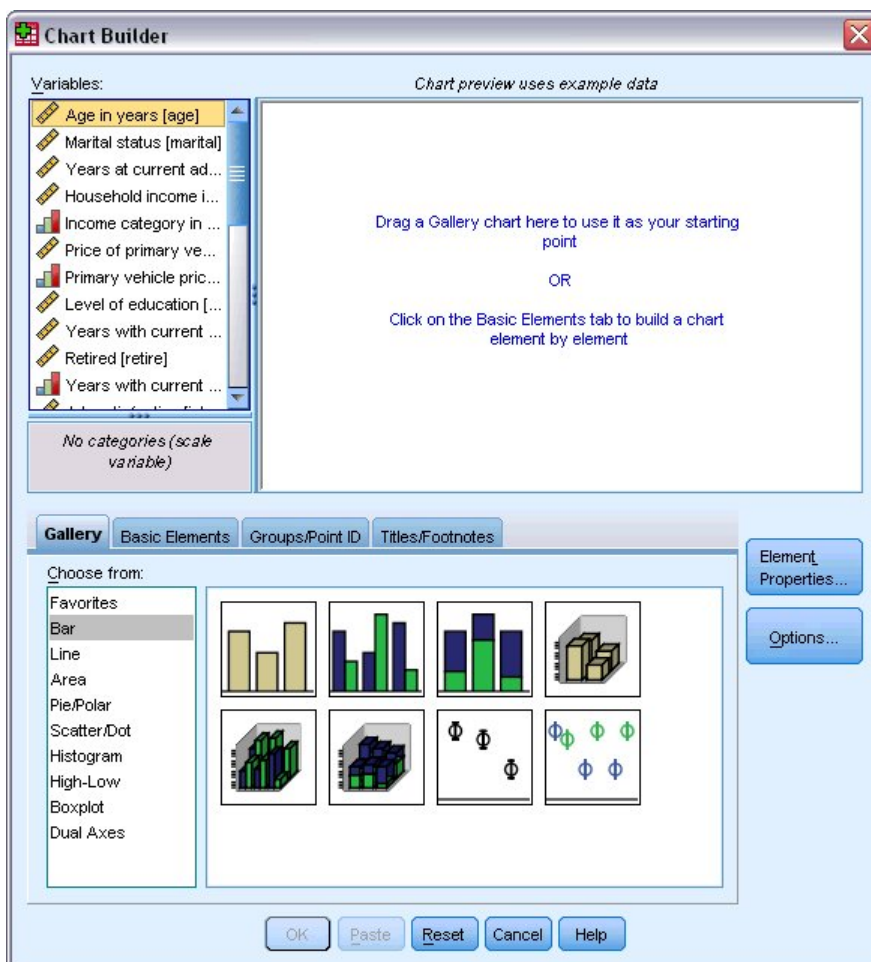 Chart Builder
Variables:
Chart preview uses example data
Age in years [age]
Marital status [marital]
Years at current ad...
Household income i...
Income category in ...
Price of primary ve...
Primary vehicle pric...
Level of education [...
Years with current ...
Retired [retire]
Years with current ...
No categories (scale
variable)
Drag a Gallery chart here to use it as your starting
point
OR
Click on the Basic Elements tab to build a chart
element by element
Gallery
Basic Elements
Groups/Point ID
Titles/Footnotes
Choose from:
Favorites
Bar
Line
Area
Pie/Polar
Scatter/Dot
Histogram
High-Low
Boxplot
Dual Axes
Element
Properties...
Options...
OK
Paste
Reset
Cancel
Help